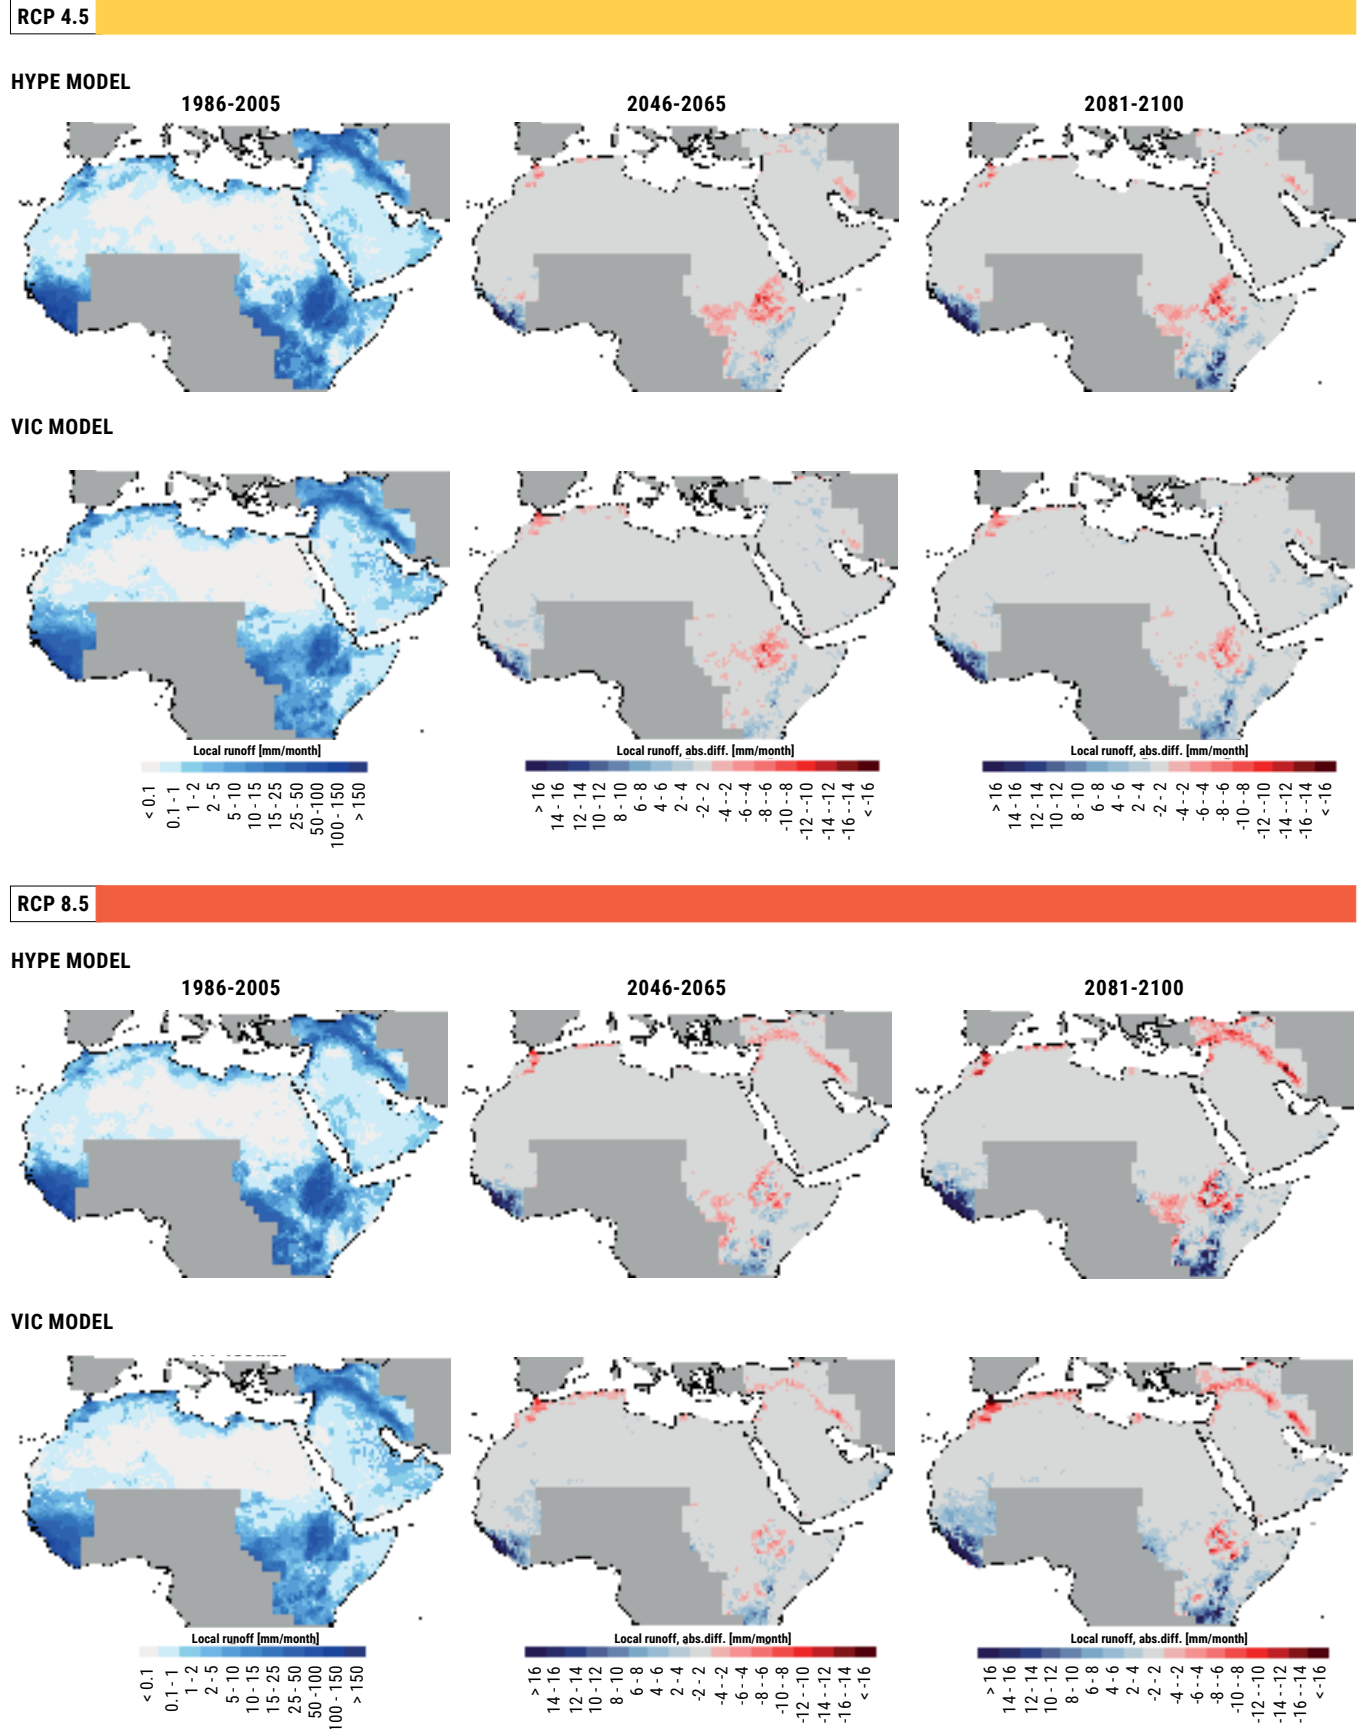 RCP 4.5
HYPE MODEL
1986-2005
2046-2065
2081-2100
VIC MODEL
Local runoff [mm/month]
< 0.1
0.1 - 1
1 - 2
2 - 5
5 - 10
10 - 15
15 - 25
25 - 50
50 -100
100 - 150
> 150
Local runoff, abs.diff. [mm/month]
> 16
14 - 16
12 - 14
10 - 12
8 - 10
6 - 8
4 - 6
2 - 4
-2 - 2
-4 --2
-6 --4
-8 --6
-10 --8
-12 --10
-14 --12
-16 --14
< -16
Local runoff, abs.diff. [mm/month]
> 16
14 - 16
12 - 14
10 - 12
8 - 10
6 - 8
4 - 6
2 - 4
-2 - 2
-4 --2
-6 --4
-8 --6
-10 --8
-12 --10
-14 --12
-16 --14
< -16
RCP 8.5
HYPE MODEL
1986-2005
2046-2065
2081-2100
VIC MODEL
Local runoff [mm/month]
< 0.1
0.1 - 1
1 - 2
2 - 5
5 - 10
10 - 15
15 - 25
25 - 50
50 -100
100 - 150
> 150
Local runoff, abs.diff. [mm/month]
> 16
14 - 16
12 - 14
10 - 12
8 - 10
6 - 8
4 - 6
2 - 4
-2 - 2
-4 --2
-6 --4
-8 --6
-10 --8
-12 --10
-14 --12
-16 --14
< -16
Local runoff, abs.diff. [mm/month]
> 16
14 - 16
12 - 14
10 - 12
8 - 10
6 - 8
4 - 6
2 - 4
-2 - 2
-4 --2
-6 --4
-8 --6
-10 --8
-12 --10
-14 --12
-16 --14
< -16